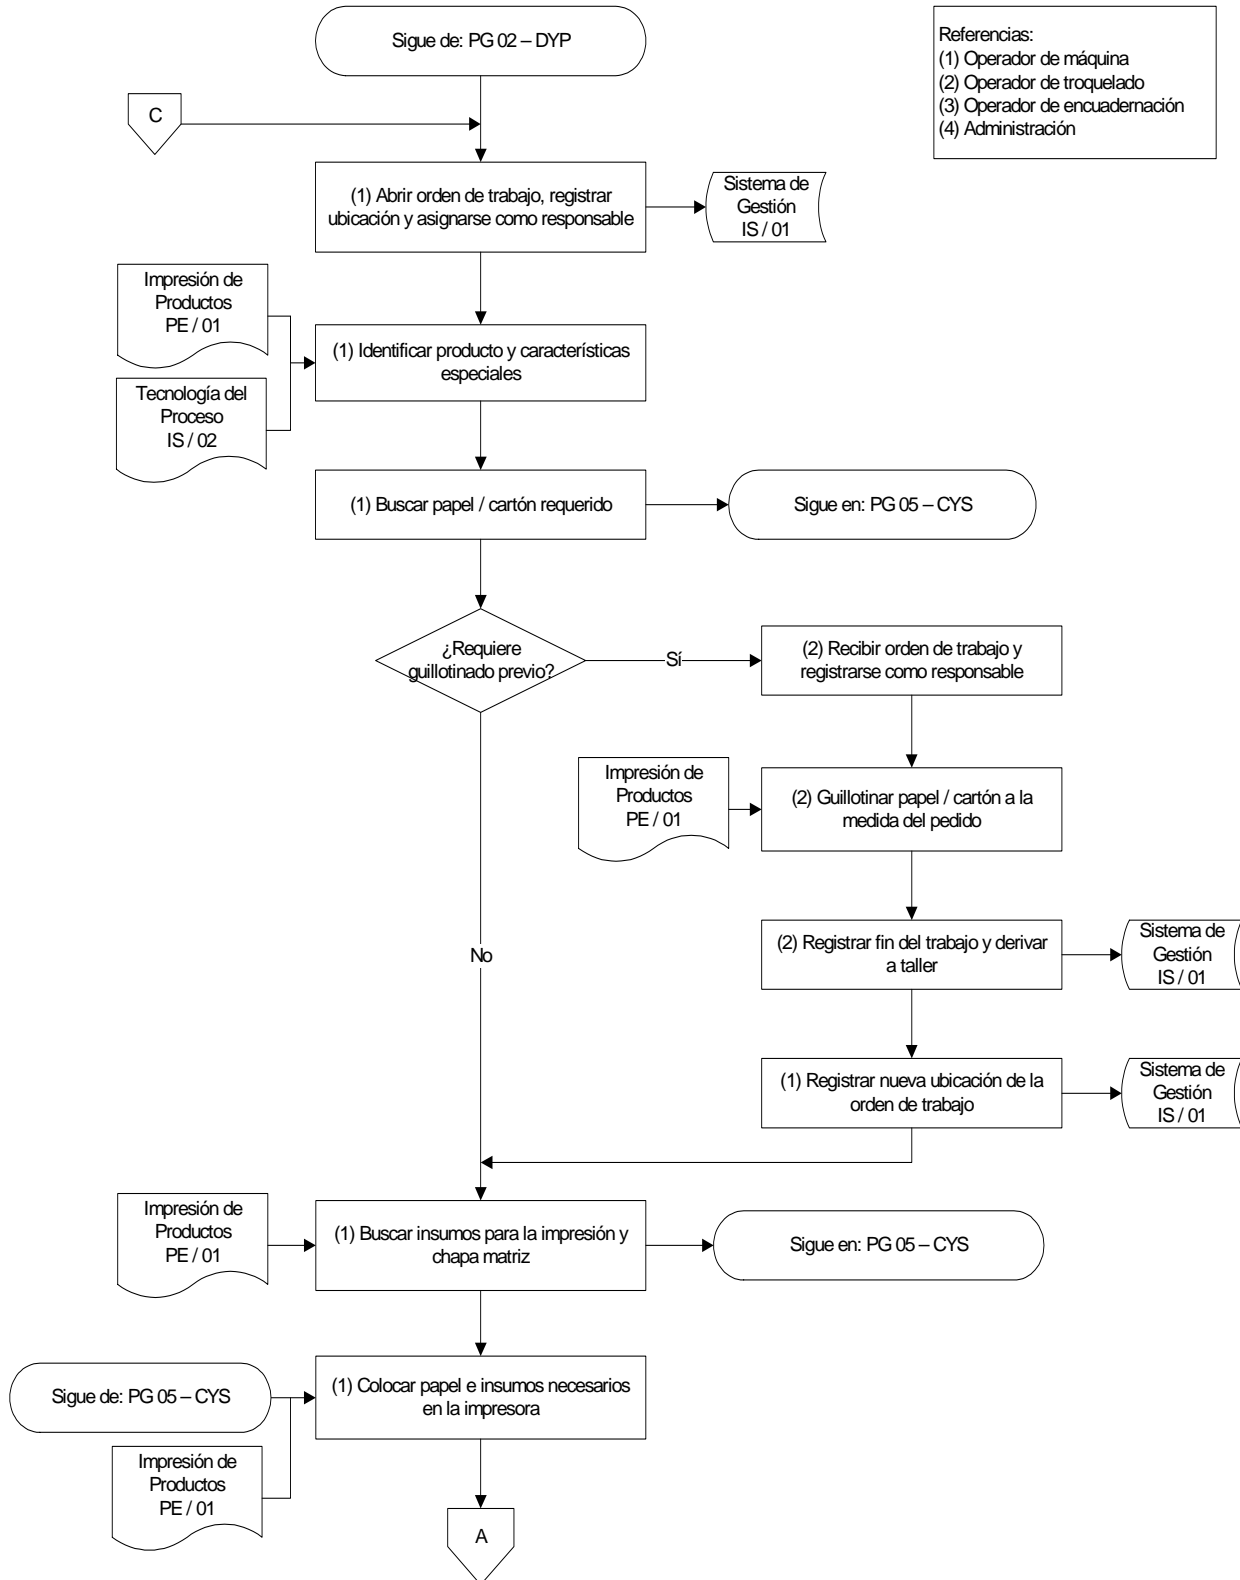 Sigue de: PG 02 – DYP
Referencias:
(1) Operador de máquina
(2) Operador de troquelado
(3) Operador de encuadernación
(4) Administración
C
(1) Abrir orden de trabajo, registrar
ubicación y asignarse como responsable
Sistema de
Gestión
IS / 01
Impresión de
Productos
PE / 01
(1) Identificar producto y características
especiales
Tecnología del
Proceso
IS / 02
(1) Buscar papel / cartón requerido
Sigue en: PG 05 – CYS
¿Requiere
guillotinado previo?
Sí
(2) Recibir orden de trabajo y
registrarse como responsable
Impresión de
Productos
PE / 01
(2) Guillotinar papel / cartón a la
medida del pedido
No
(2) Registrar fin del trabajo y derivar
a taller
Sistema de
Gestión
IS / 01
(1) Registrar nueva ubicación de la
orden de trabajo
Sistema de
Gestión
IS / 01
Impresión de
Productos
PE / 01
(1) Buscar insumos para la impresión y
chapa matriz
Sigue en: PG 05 – CYS
Sigue de: PG 05 – CYS
(1) Colocar papel e insumos necesarios
en la impresora
Impresión de
Productos
PE / 01
A